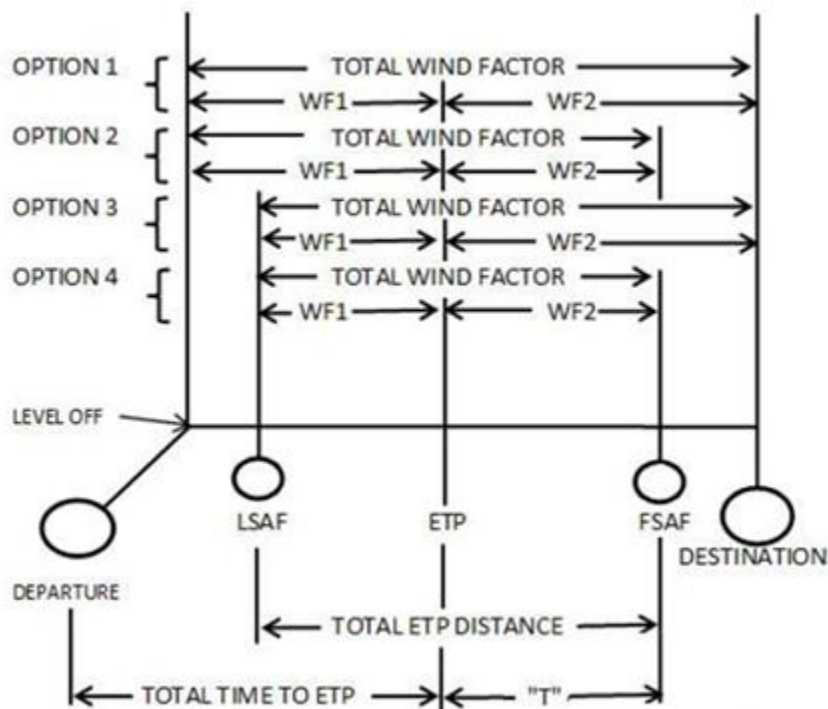 OPTION 1
TOTAL WIND FACTOR
WF1 WF2
OPTION 2
TOTAL WIND FACTOR
WF1 WF2
OPTION 3
TOTAL WIND FACTOR
WF1 WF2
OPTION 4
TOTAL WIND FACTOR
WF1 WF2
LEVEL OFF
LSAF ETP FSAF
DESTINATION
DEPARTURE
TOTAL ETP DISTANCE
TOTAL TIME TO ETP "T"